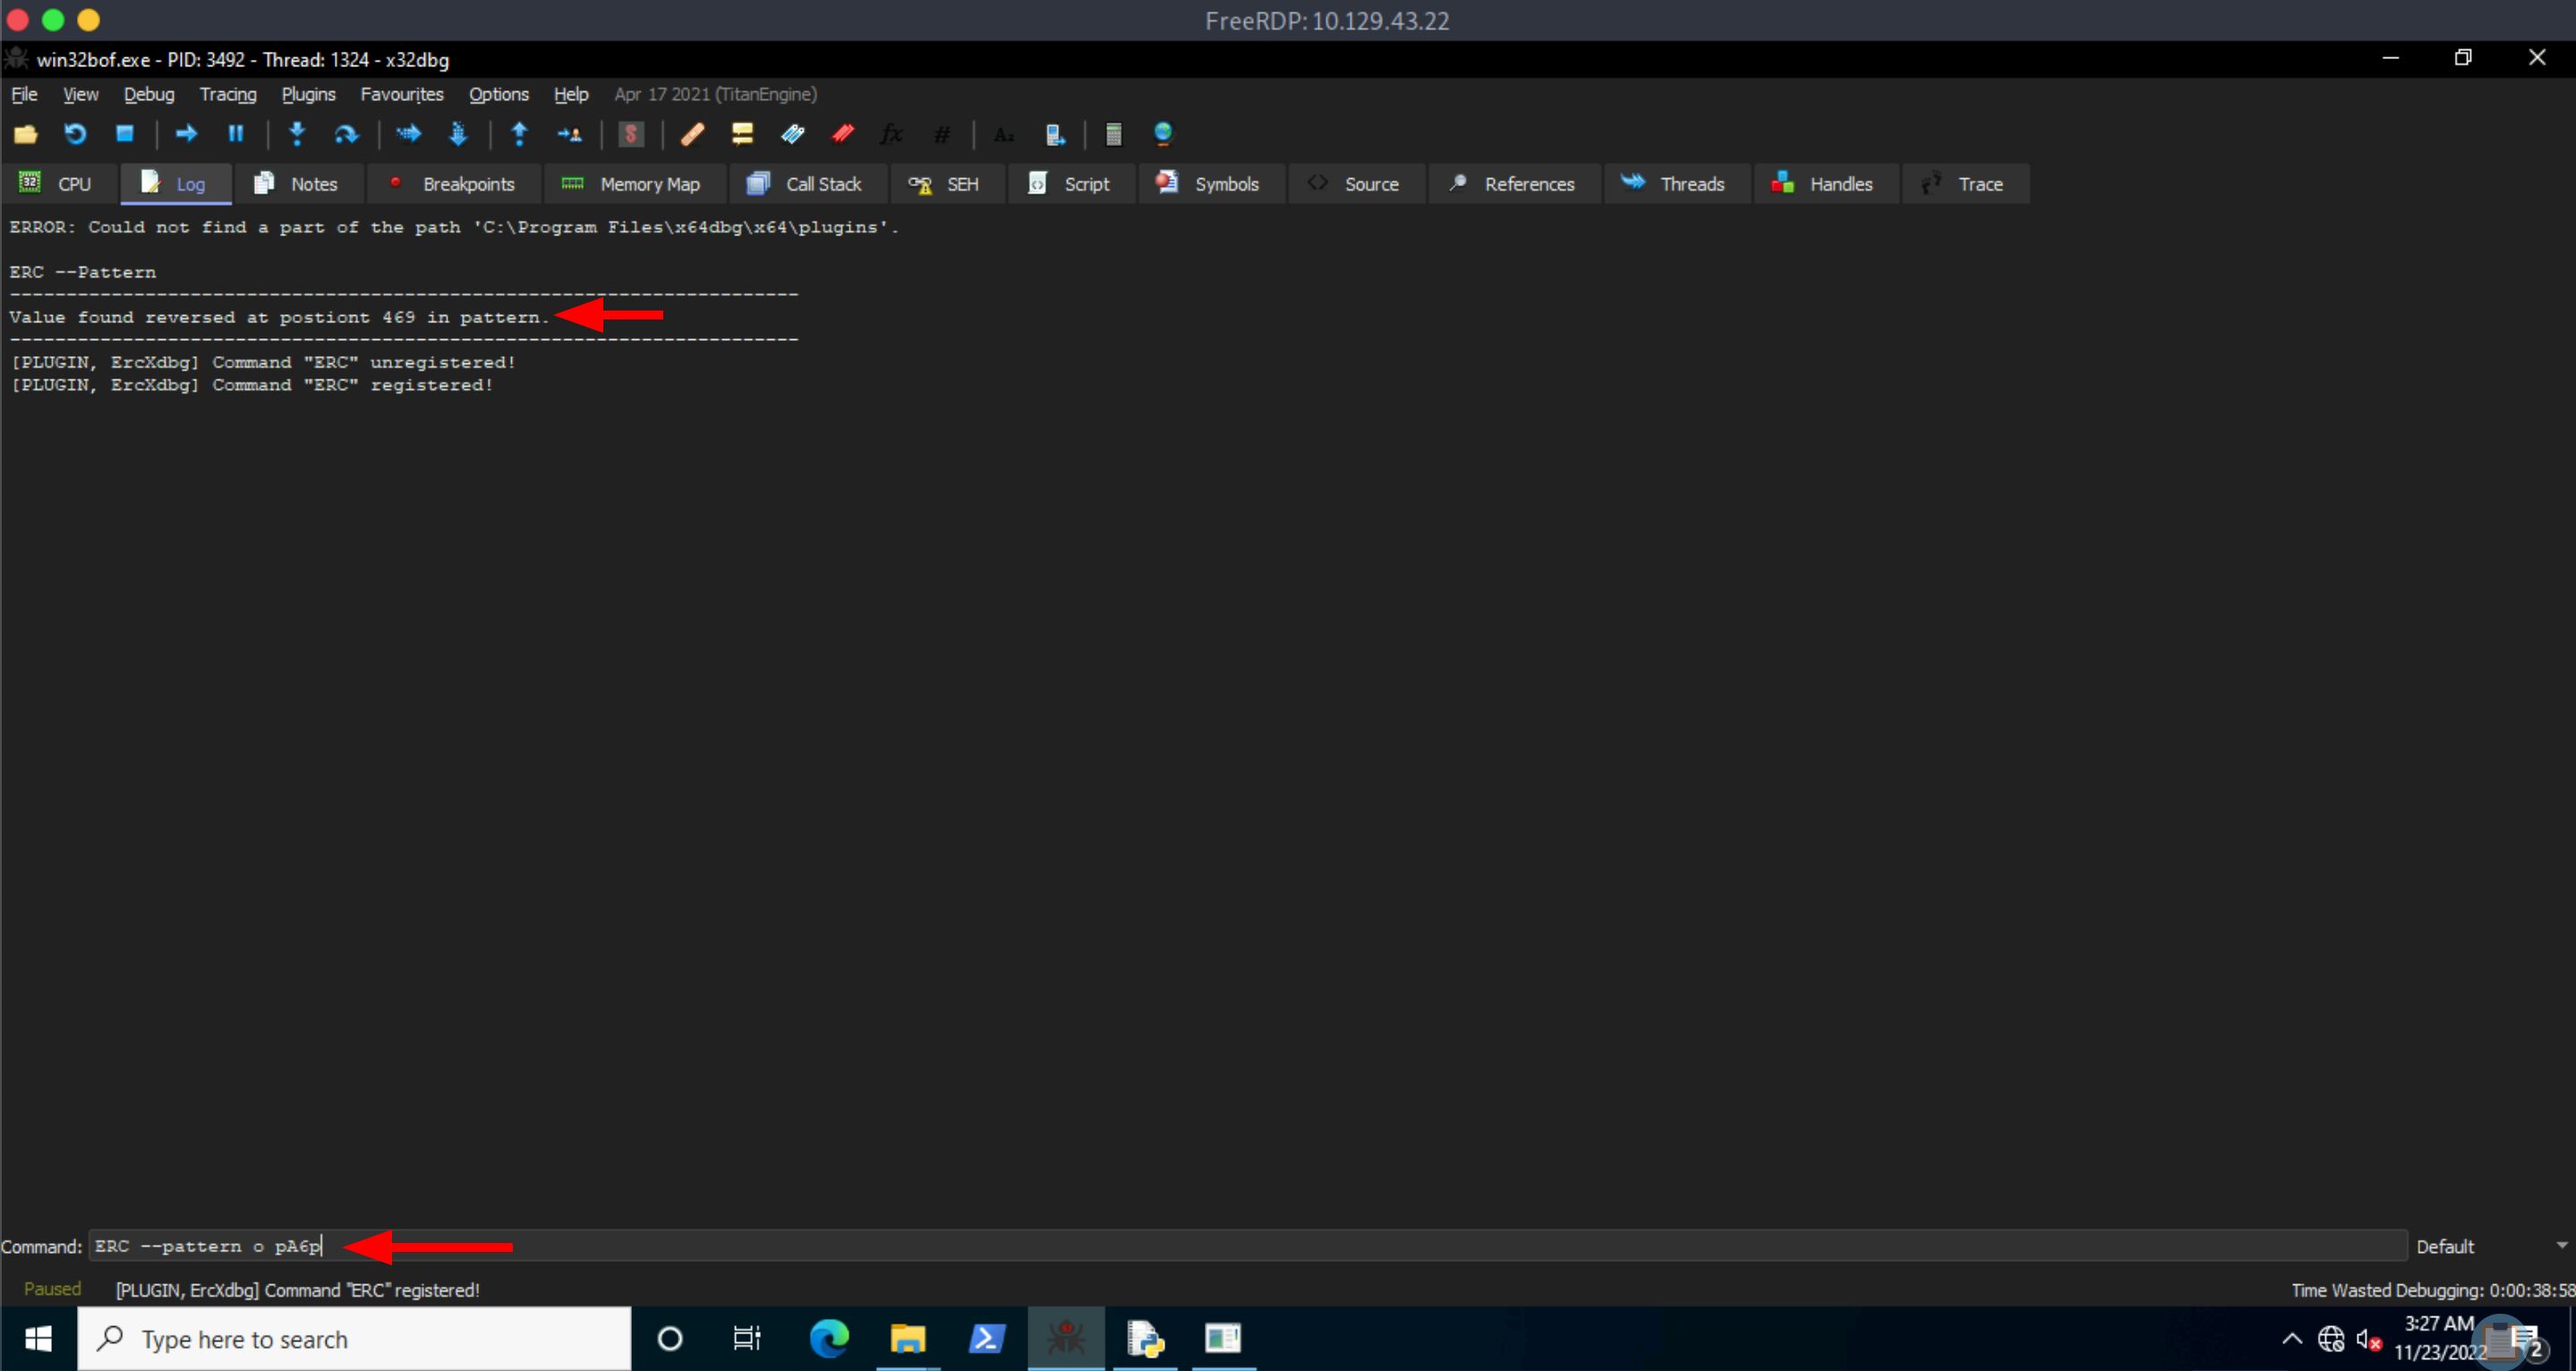 FreeRDP: 10.129.43.22
win32bof.exe - PID: 3492 - Thread: 1324 - x32dbg
File View Debug Tracing Plugins Favourites Options Help Apr 17 2021 (TitanEngine)
S fx # Az
32 CPU Log Notes Breakpoints Memory Map Call Stack SEH Script Symbols Source References Threads Handles Trace
ERROR: Could not find a part of the path 'C:\Program Files\x64dbg\x64\plugins'.
ERC --Pattern
----------------------------------------------------------------------
Value found reversed at postiont 469 in pattern.
----------------------------------------------------------------------
[PLUGIN, ErcXdbg] Command "ERC" unregistered!
[PLUGIN, ErcXdbg] Command "ERC" registered!
Command: ERC --pattern o pA6p Default
Paused [PLUGIN, ErcXdbg] Command "ERC" registered! Time Wasted Debugging: 0:00:38:58
Type here to search 3:27 AM
11/23/2022 2